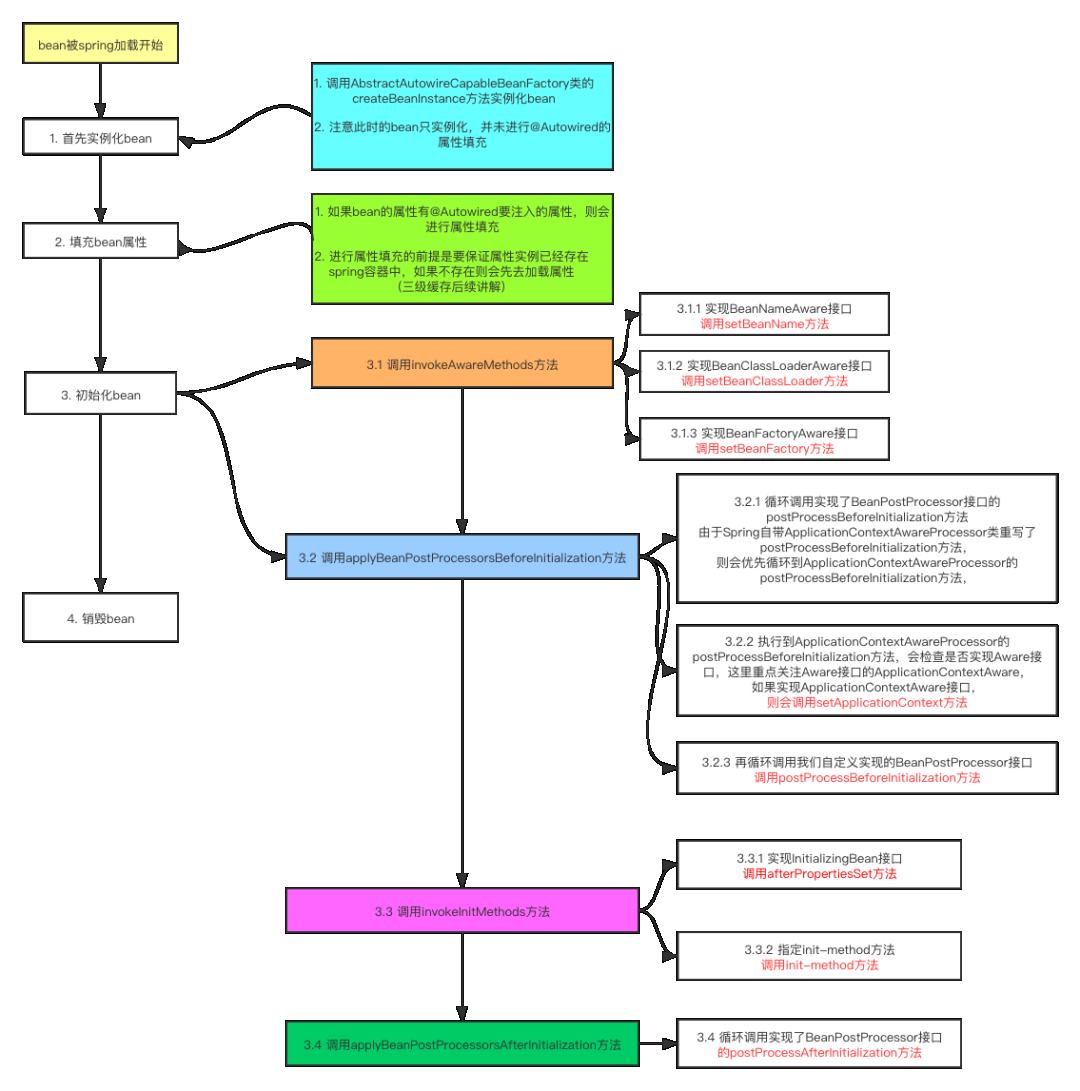 bean被spring加载开始
1. 调用AbstractAutowireCapableBeanFactory类的
createBeanInstance方法实例化bean
2. 注意此时的bean只实例化，并未进行@Autowired的
属性填充
1. 首先实例化bean
1. 如果bean的属性有@Autowired要注入的属性，则会
进行属性填充
2. 进行属性填充的前提是要保证属性实例已经存在
spring容器中，如果不存在则会先去加载属性
（三级缓存后续讲解）
2. 填充bean属性
3. 初始化bean
3.1 调用invokeAwareMethods方法
3.1.1 实现BeanNameAware接口
调用setBeanName方法
3.1.2 实现BeanClassLoaderAware接口
调用setBeanClassLoader方法
3.1.3 实现BeanFactoryAware接口
调用setBeanFactory方法
3.2 调用applyBeanPostProcessorsBeforeInitialization方法
3.2.1 循环调用实现了BeanPostProcessor接口的
postProcessBeforeInitialization方法
由于Spring自带ApplicationContextAwareProcessor类重写了
postProcessBeforeInitialization方法，
则会优先循环到ApplicationContextAwareProcessor的
postProcessBeforeInitialization方法，
3.2.2 执行到ApplicationContextAwareProcessor的
postProcessBeforeInitialization方法，会检查是否实现Aware接
口，这里重点关注Aware接口的ApplicationContextAware，
如果实现ApplicationContextAware接口，
则会调用setApplicationContext方法
3.2.3 再循环调用我们自定义实现的BeanPostProcessor接口
调用postProcessBeforeInitialization方法
4. 销毁bean
3.3 调用invokeInitMethods方法
3.3.1 实现InitializingBean接口
调用afterPropertiesSet方法
3.3.2 指定init-method方法
调用init-method方法
3.4 调用applyBeanPostProcessorsAfterInitialization方法
3.4 循环调用实现了BeanPostProcessor接口
的postProcessAfterInitialization方法